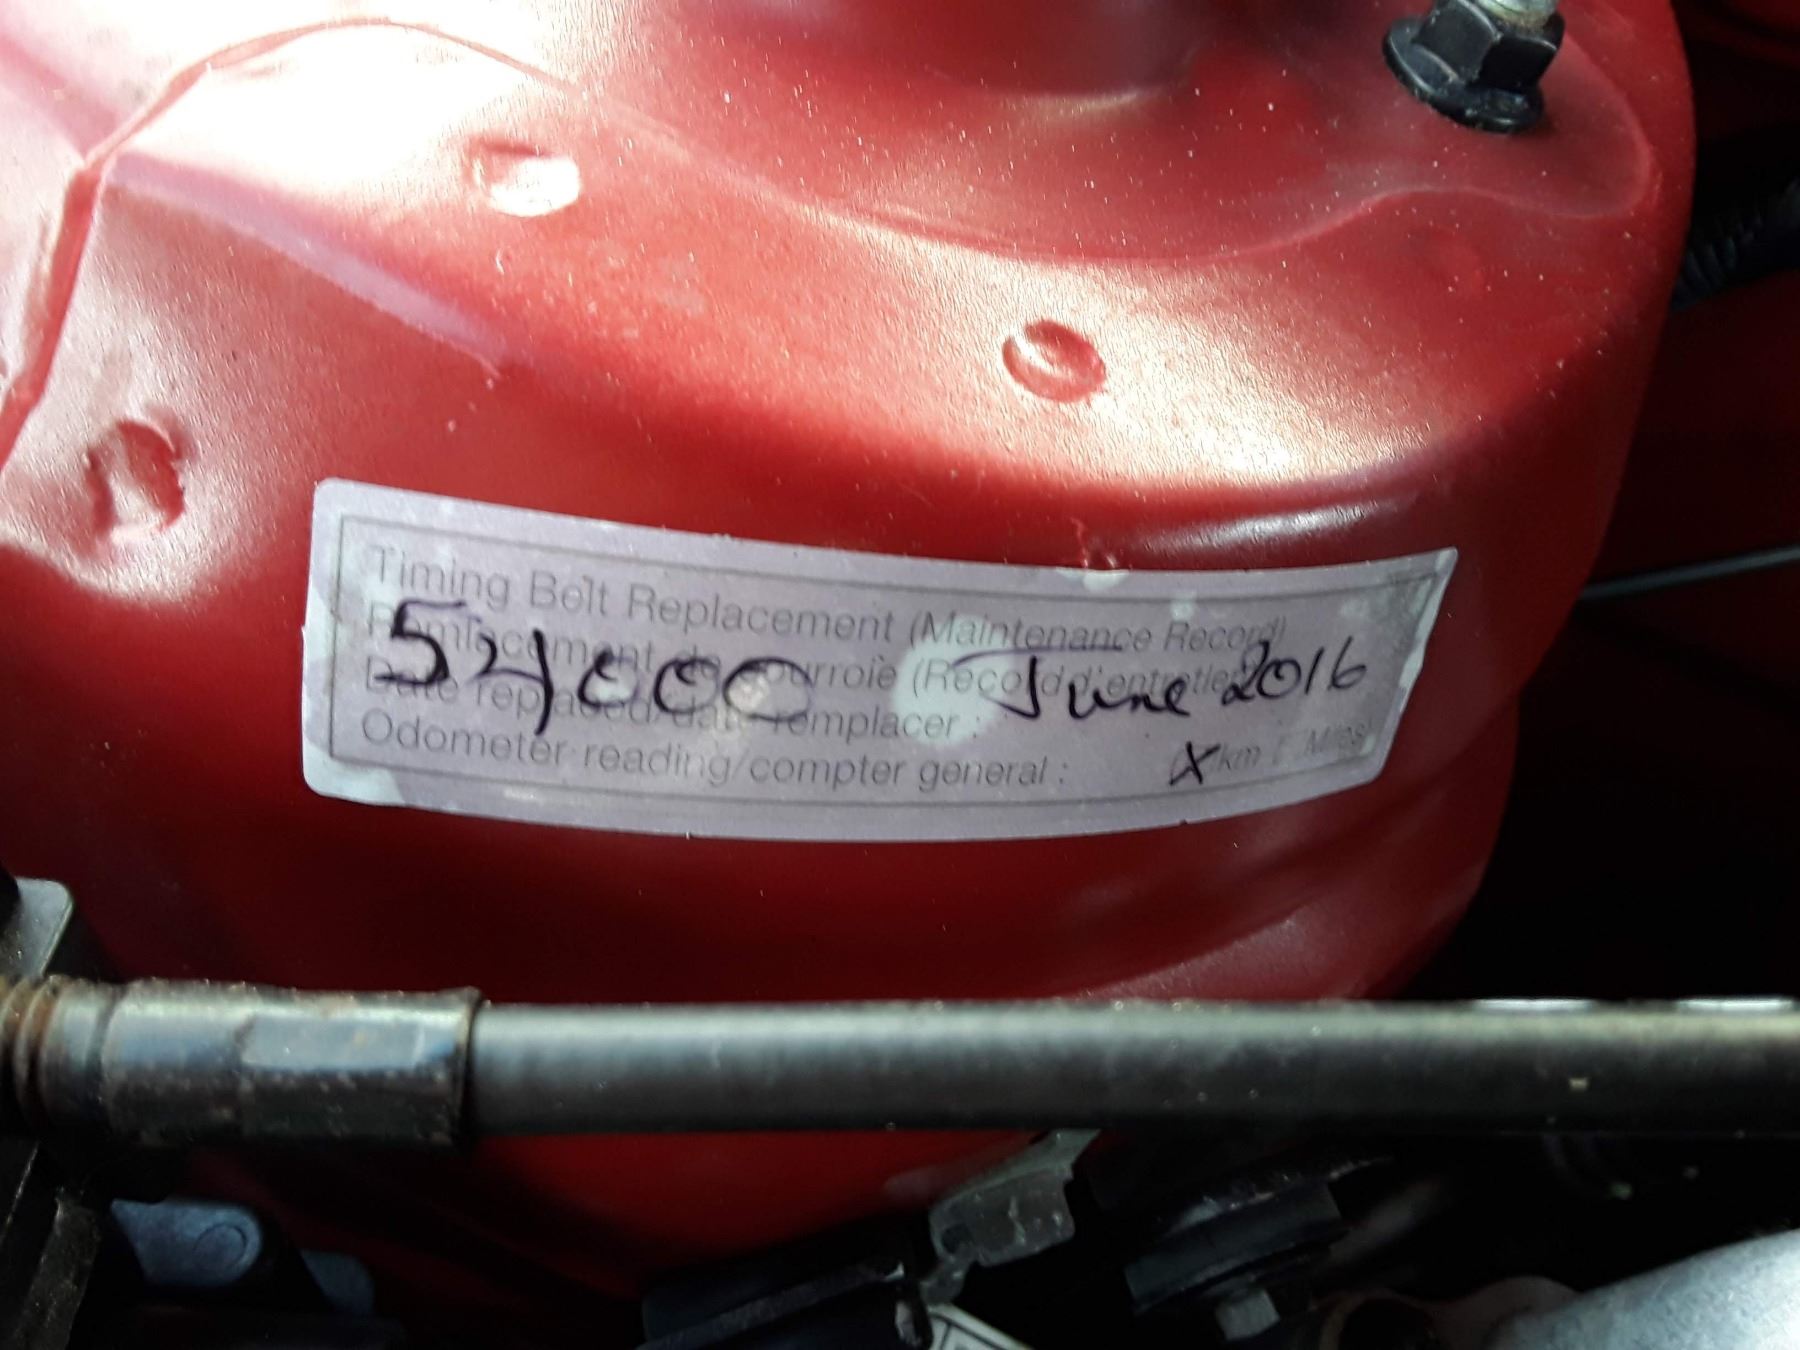 Timing Belt Replacement (Maintenance Record)
Remplacement de courroie (Record d'entretien
54000 June 2016
Date replaced/date remplacer :
Odometer reading/compter general : X km Miles